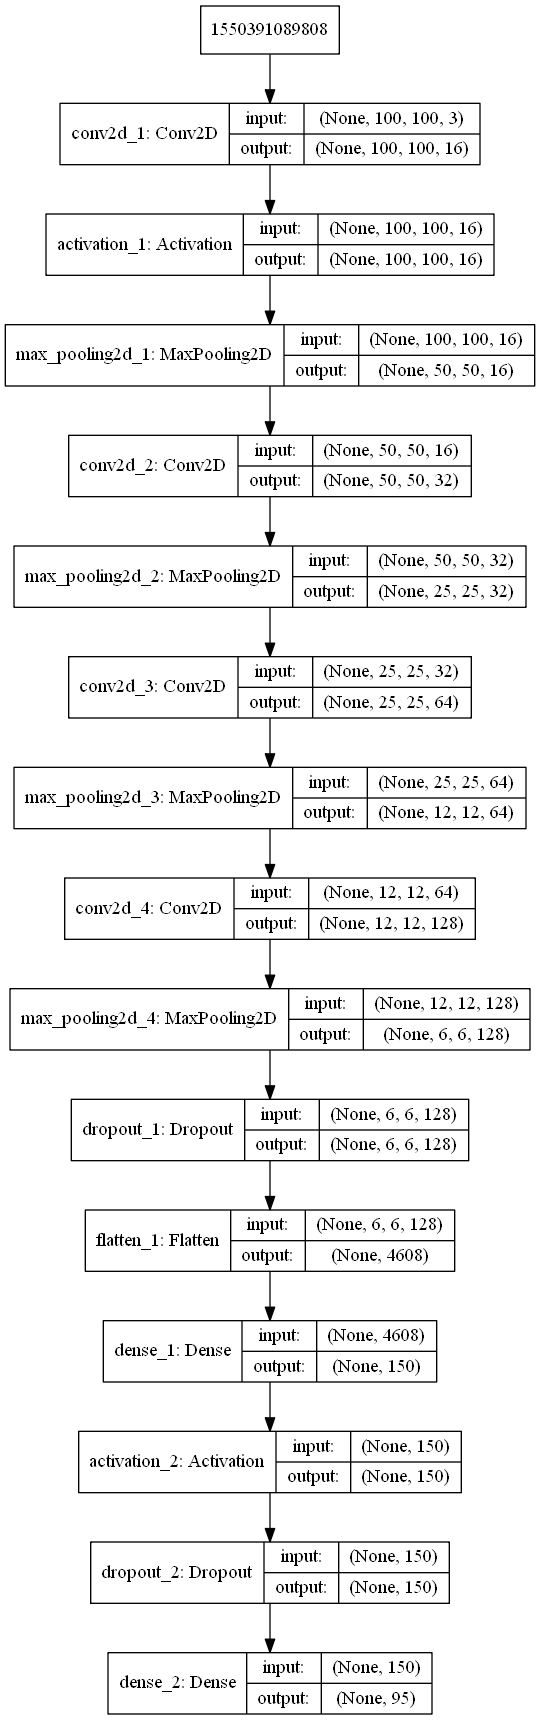 1550391089808
conv2d_1: Conv2D
input: (None, 100, 100, 3)
output: (None, 100, 100, 16)
activation_1: Activation
input: (None, 100, 100, 16)
output: (None, 100, 100, 16)
max_pooling2d_1: MaxPooling2D
input: (None, 100, 100, 16)
output: (None, 50, 50, 16)
conv2d_2: Conv2D
input: (None, 50, 50, 16)
output: (None, 50, 50, 32)
max_pooling2d_2: MaxPooling2D
input: (None, 50, 50, 32)
output: (None, 25, 25, 32)
conv2d_3: Conv2D
input: (None, 25, 25, 32)
output: (None, 25, 25, 64)
max_pooling2d_3: MaxPooling2D
input: (None, 25, 25, 64)
output: (None, 12, 12, 64)
conv2d_4: Conv2D
input: (None, 12, 12, 64)
output: (None, 12, 12, 128)
max_pooling2d_4: MaxPooling2D
input: (None, 12, 12, 128)
output: (None, 6, 6, 128)
dropout_1: Dropout
input: (None, 6, 6, 128)
output: (None, 6, 6, 128)
flatten_1: Flatten
input: (None, 6, 6, 128)
output: (None, 4608)
dense_1: Dense
input: (None, 4608)
output: (None, 150)
activation_2: Activation
input: (None, 150)
output: (None, 150)
dropout_2: Dropout
input: (None, 150)
output: (None, 150)
dense_2: Dense
input: (None, 150)
output: (None, 95)